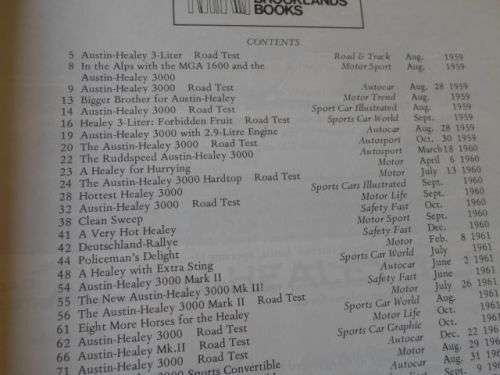 BROOKLANDS
BOOKS
CONTENTS
5 Austin-Healey 3-Liter Road Test Road & Track Aug. 1959
8 In the Alps with the MGA 1600 and the Motor Sport Aug. 1959
Austin-Healey 3000
9 Austin-Healey 3000 Road Test Autocar Aug. 28 1959
13 Bigger Brother for Austin-Healey Motor Trend Aug. 1959
14 Austin-Healey 3000 Road Test Sports Car Illustrated Aug. 1959
16 Healey 3-Liter: Forbidden Fruit Road Test Sports Car World Sept. 1959
19 Austin Healey 3000 with 2.9-Litre Engine Autocar Aug. 28 1959
20 The Austin-Healey 3000 Road Test Autosport Oct. 30 1959
22 The Ruddspeed Austin-Healey 3000 Autosport March 18 1960
23 A Healey for Hurrying Motor April 6 1960
24 The Austin-Healey 3000 Hardtop Road Test Motor July 13 1960
28 Hottest Healey Sports Cars Illustrated Sept. 1960
32 Austin-Healey 3000 Road Test Motor Life Sept. 1960
38 Clean Sweep Safety Fast Oct. 1960
41 A Very Hot Healey Motor Sport Sept. 1960
42 Deutschland-Rallye Safety Fast Dec. 1960
44 Policeman's Delight Motor Feb. 8 1961
48 A Healey with Extra Sting Sports Car World July 1961
54 Austin-Healey 3000 Mark II Autocar June 2 1961
55 The New Austin-Healey 3000 Mk II! Safety Fast June 1961
56 The Austin-Healey 3000 Mark II Road Test Motor July 26 1961
61 Eight More Horses for the Healey Sports Car World Aug. 1961
62 Austin-Healey 3000 Road Test Motor Life Oct. 1961
66 Austin-Healey Mk.II Road Test Sports Car Graphic Oct. 1961
71 Austin-Healey 3000 Road Test Autocar Dec. 22 196
3000 Sports Convertible Motor Aug. 29 196
Autocar Aug. 31 19
Sept. 9